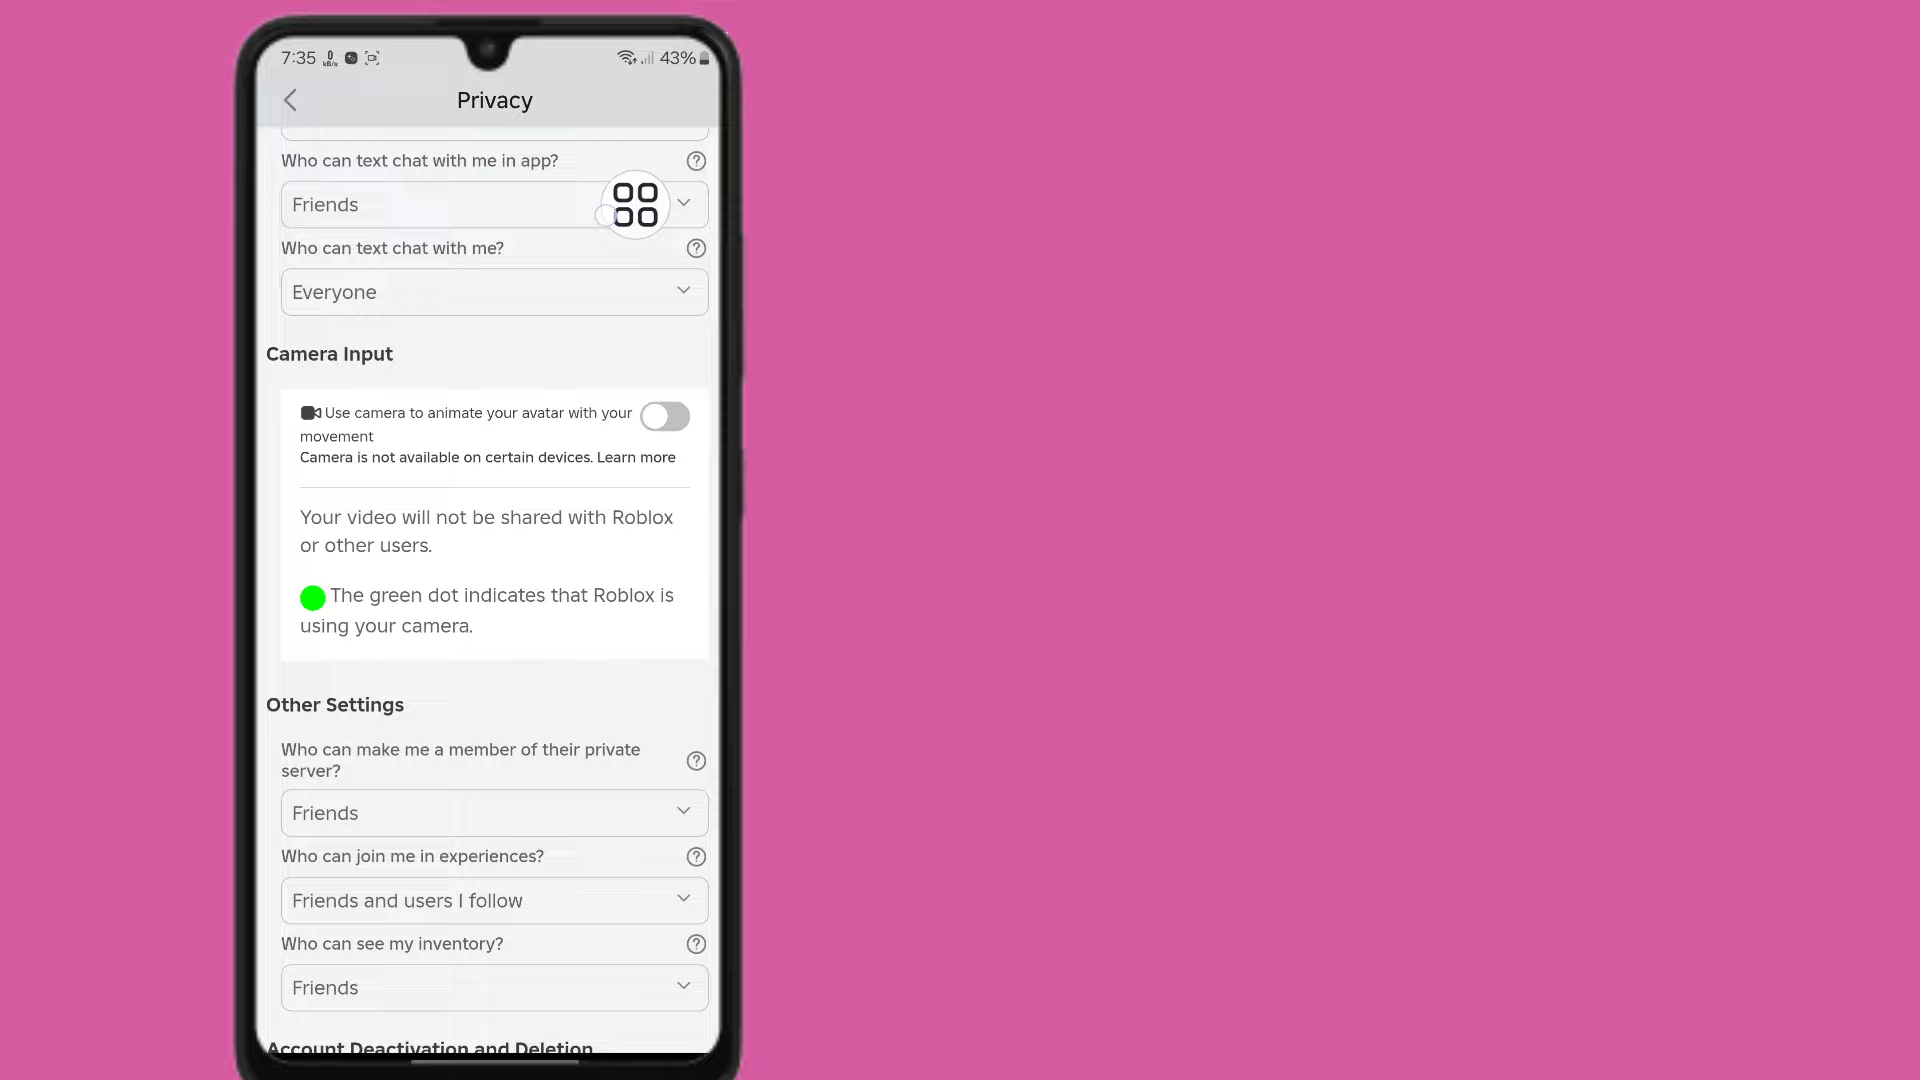 7:35
0
kB/s
43%
Privacy
Who can text chat with me in app?
Friends
Who can text chat with me?
Everyone
Camera Input
Use camera to animate your avatar with your
movement
Camera is not available on certain devices. Learn more
Your video will not be shared with Roblox
or other users.
The green dot indicates that Roblox is
using your camera.
Other Settings
Who can make me a member of their private
server?
Friends
Who can join me in experiences?
Friends and users I follow
Who can see my inventory?
Friends
Account Deactivation and Deletion